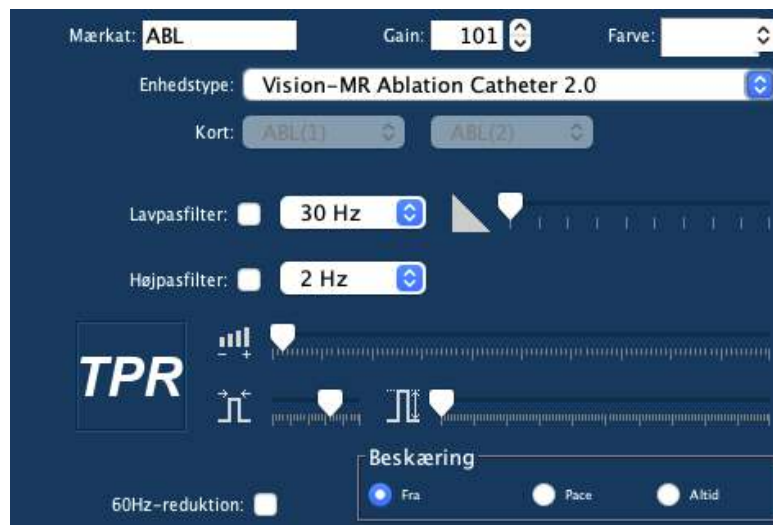 Mærkat: ABL Gain: 101 Farve:
Enhedstype: Vision-MR Ablation Catheter 2.0
Kort: ABL(1) ABL(2)
Lavpasfilter: 30 Hz
Højpasfilter: 2 Hz
TPR
Beskæring
60Hz-reduktion: Fra Pace Altid